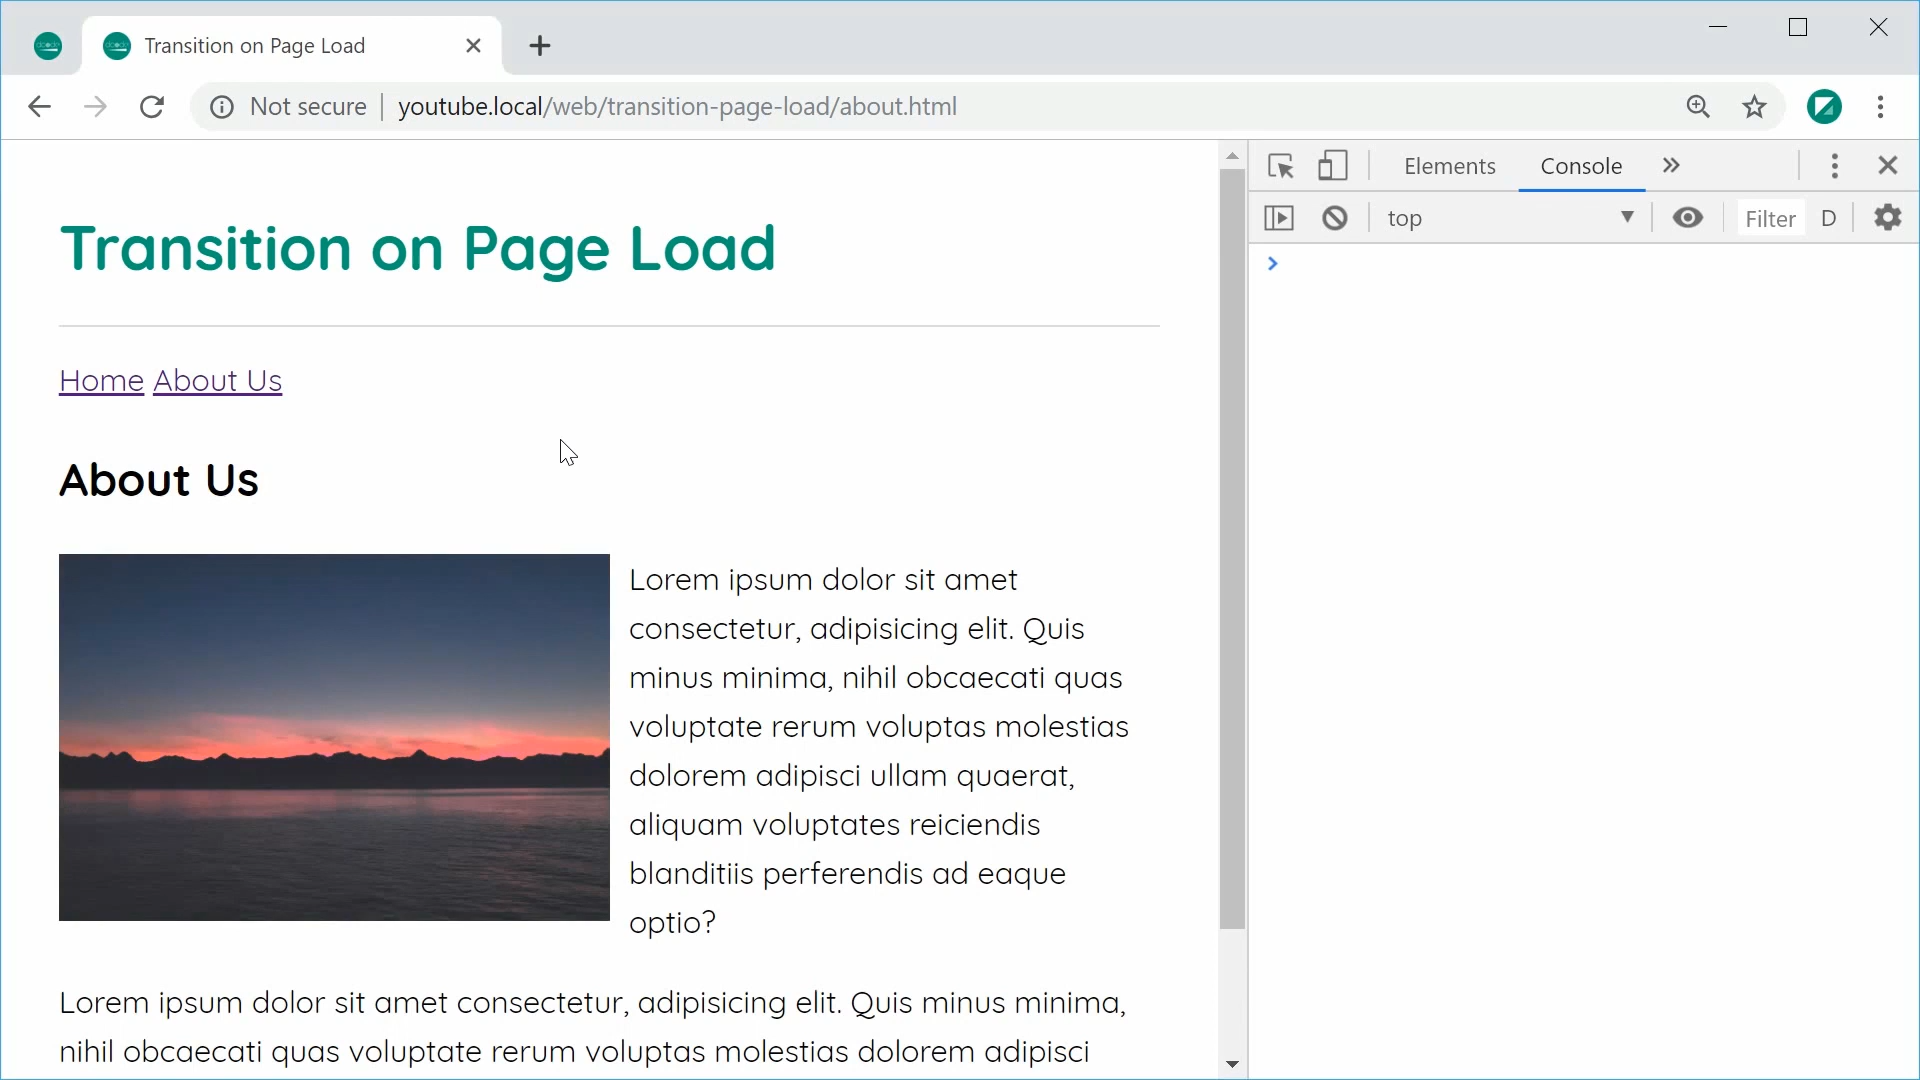 Transition on Page Load
Not secure
youtube.local/web/transition-page-load/about.html
Elements
Console
top
Filter
D
Transition on Page Load
Home About Us
About Us
Lorem ipsum dolor sit amet
consectetur, adipisicing elit. Quis
minus minima, nihil obcaecati quas
voluptate rerum voluptas molestias
dolorem adipisci ullam quaerat,
aliquam voluptates reiciendis
blanditiis perferendis ad eaque
optio?
Lorem ipsum dolor sit amet consectetur, adipisicing elit. Quis minus minima,
nihil obcaecati quas voluptate rerum voluptas molestias dolorem adipisci